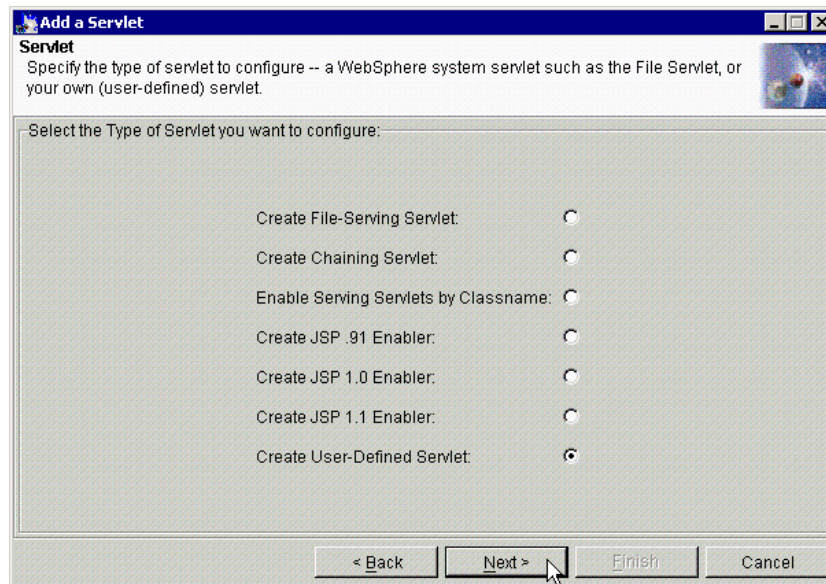 Add a Servlet
Servlet
Specify the type of servlet to configure -- a WebSphere system servlet such as the File Servlet, or
your own (user-defined) servlet.
Select the Type of Servlet you want to configure:
Create File-Serving Servlet:
Create Chaining Servlet:
Enable Serving Servlets by Classname:
Create JSP .91 Enabler:
Create JSP 1.0 Enabler:
Create JSP 1.1 Enabler:
Create User-Defined Servlet:
< Back Next > Finish Cancel